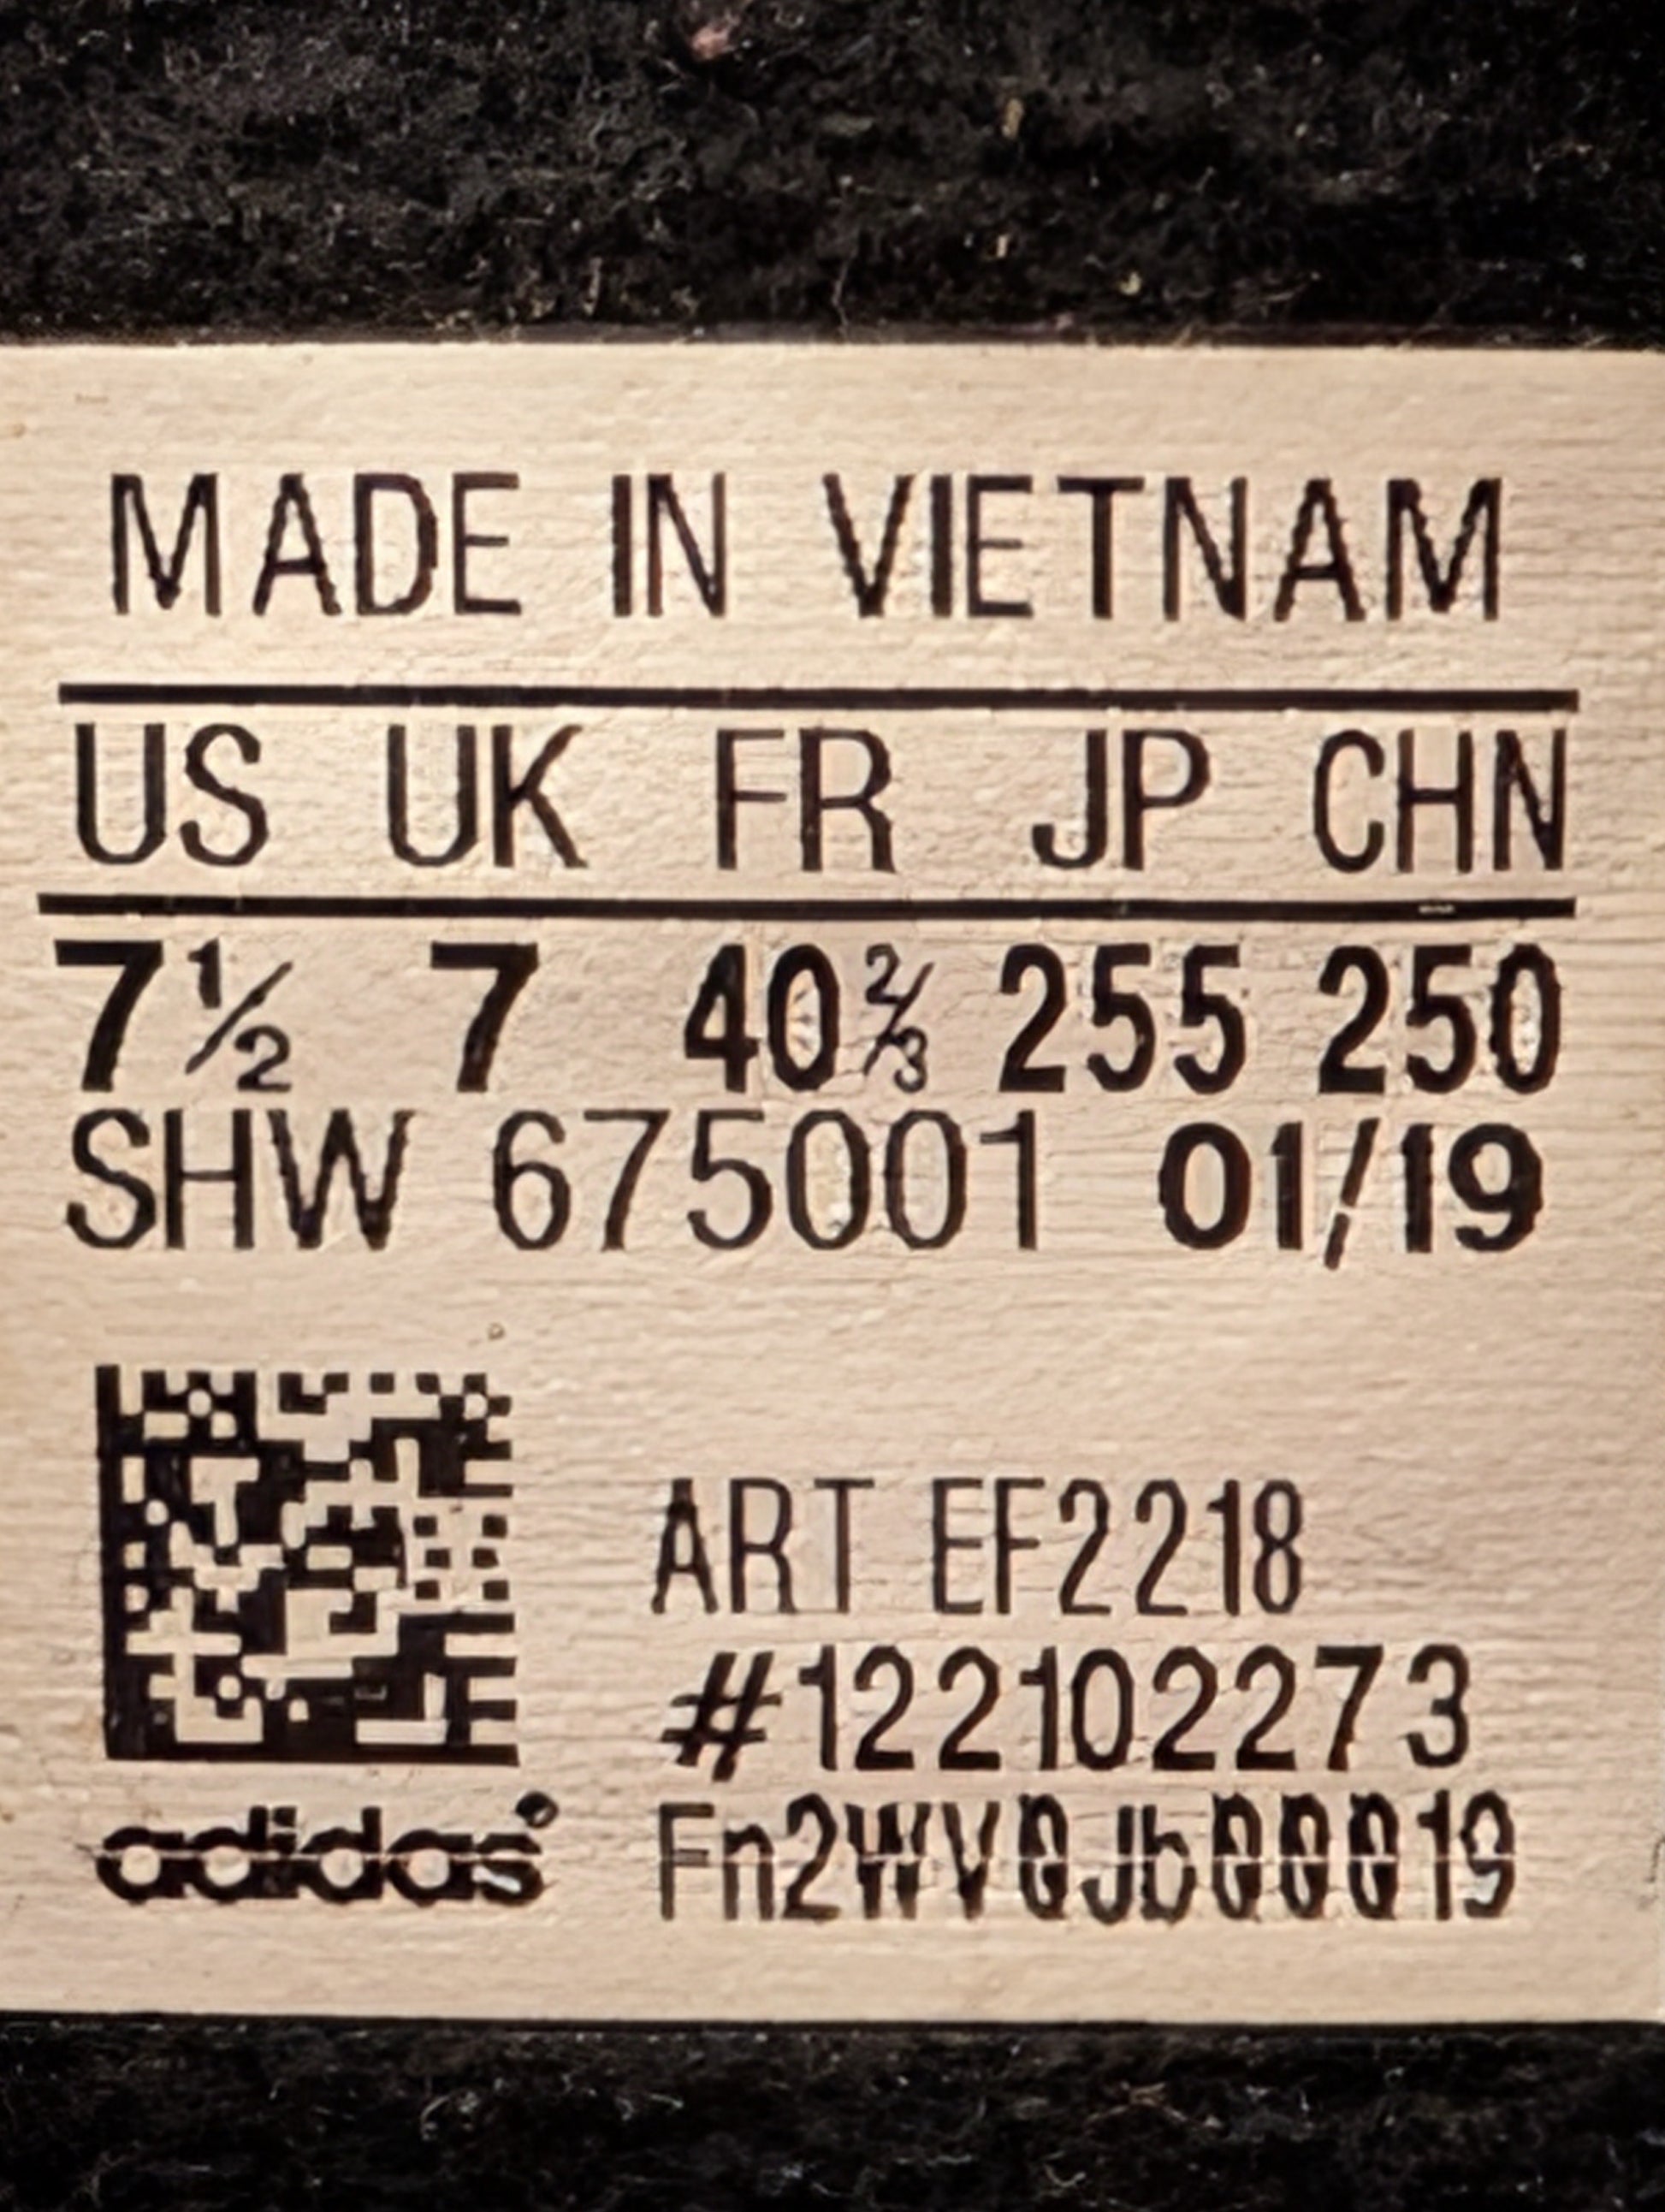 MADE IN VIETNAM
US UK FR JP CHN
7½ 7 40⅔ 255 250
SHW 675001 01/19
ART EF2218
#122102273
adidas Fn2WV0Jb00019